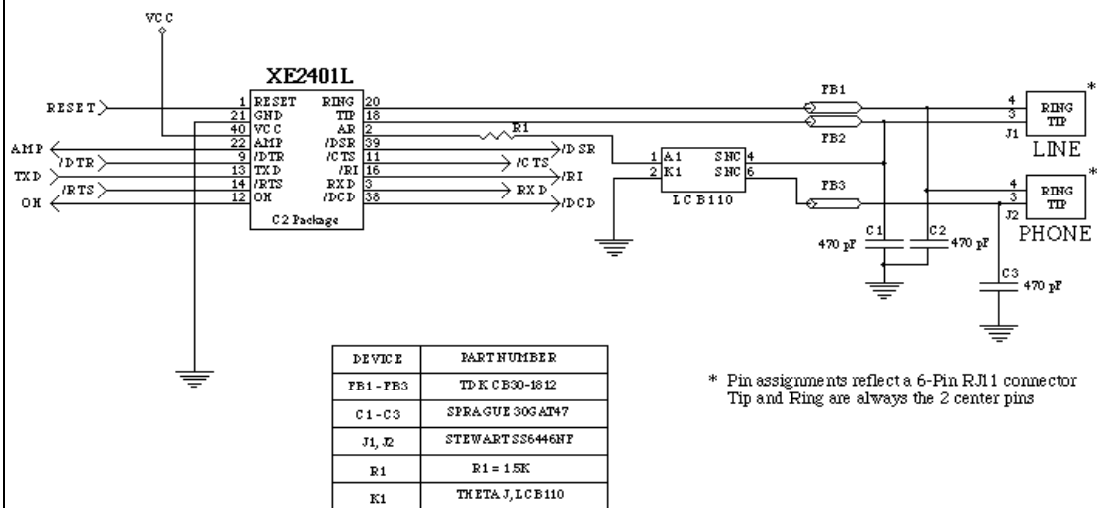 VCC
XE2401L
RESET
1 RESET RING 20
21 GND TIP 18
40 VCC AR 2
22 AMP /DSR 39
9 /DTR /CTS 11
13 TXD /RI 16
14 /RTS RXD 3
12 OH /DCD 38
C2 Package
AMP
/DTR
TXD
/RTS
OH
R1
/DSR
/CTS
/RI
RXD
/DCD
1 A1 SNC 4
2 K1 SNC 6
LCB110
FB1
FB2
FB3
4 RING
3 TIP
J1
*
LINE
4 RING
3 TIP
J2
*
PHONE
C1
470 pF
C2
470 pF
C3
470 pF
DEVICE PART NUMBER
FB1 - FB3 TDK CB30-1812
C1 - C3 SPRAGUE 30GAT47
J1, J2 STEWART SS6446NF
R1 R1 = 1.5K
K1 THETA J, LCB110
* Pin assignments reflect a 6-Pin RJ11 connector
Tip and Ring are always the 2 center pins